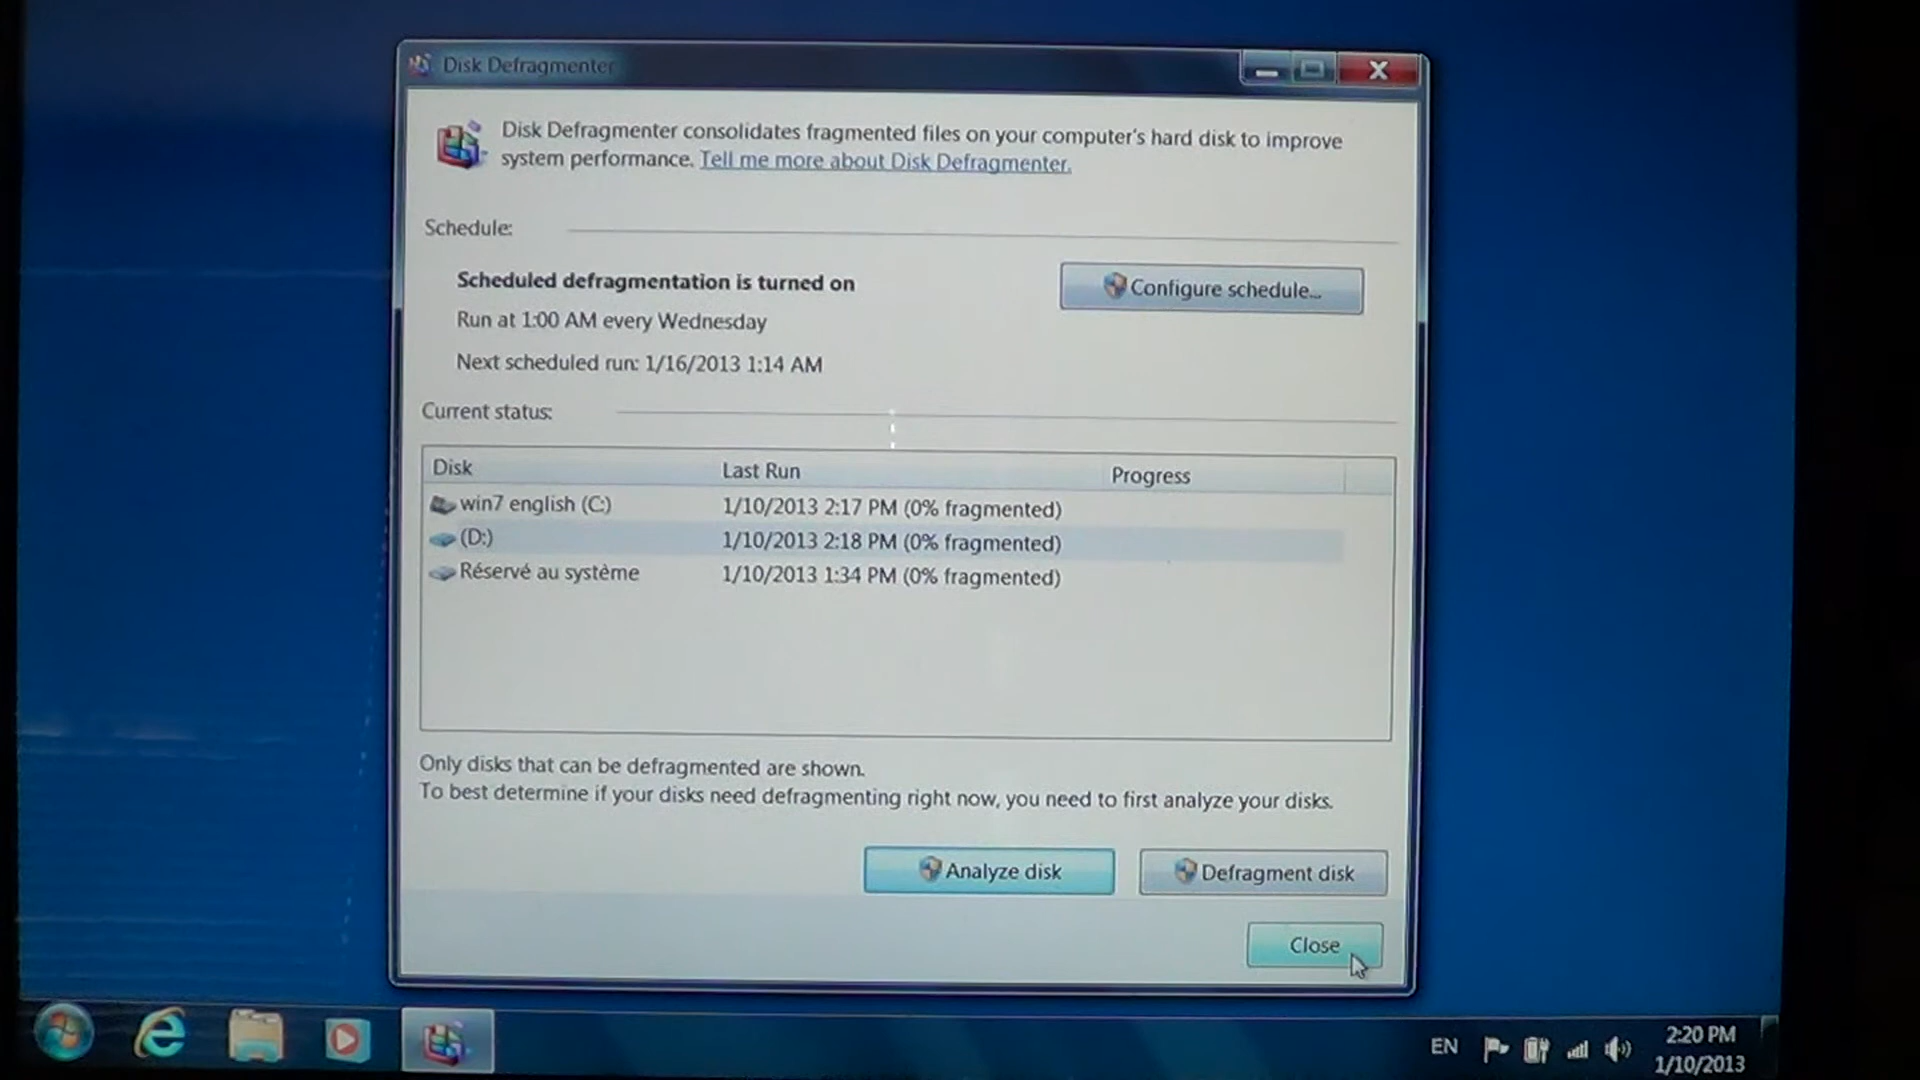 Disk Defragmenter
Disk Defragmenter consolidates fragmented files on your computer's hard disk to improve
system performance. Tell me more about Disk Defragmenter.
Schedule:
Scheduled defragmentation is turned on
Configure schedule...
Run at 1:00 AM every Wednesday
Next scheduled run: 1/16/2013 1:14 AM
Current status:
Disk Last Run Progress
win7 english (C:) 1/10/2013 2:17 PM (0% fragmented)
(D:) 1/10/2013 2:18 PM (0% fragmented)
Réservé au système 1/10/2013 1:34 PM (0% fragmented)
Only disks that can be defragmented are shown.
To best determine if your disks need defragmenting right now, you need to first analyze your disks.
Analyze disk Defragment disk
Close
EN 2:20 PM
1/10/2013